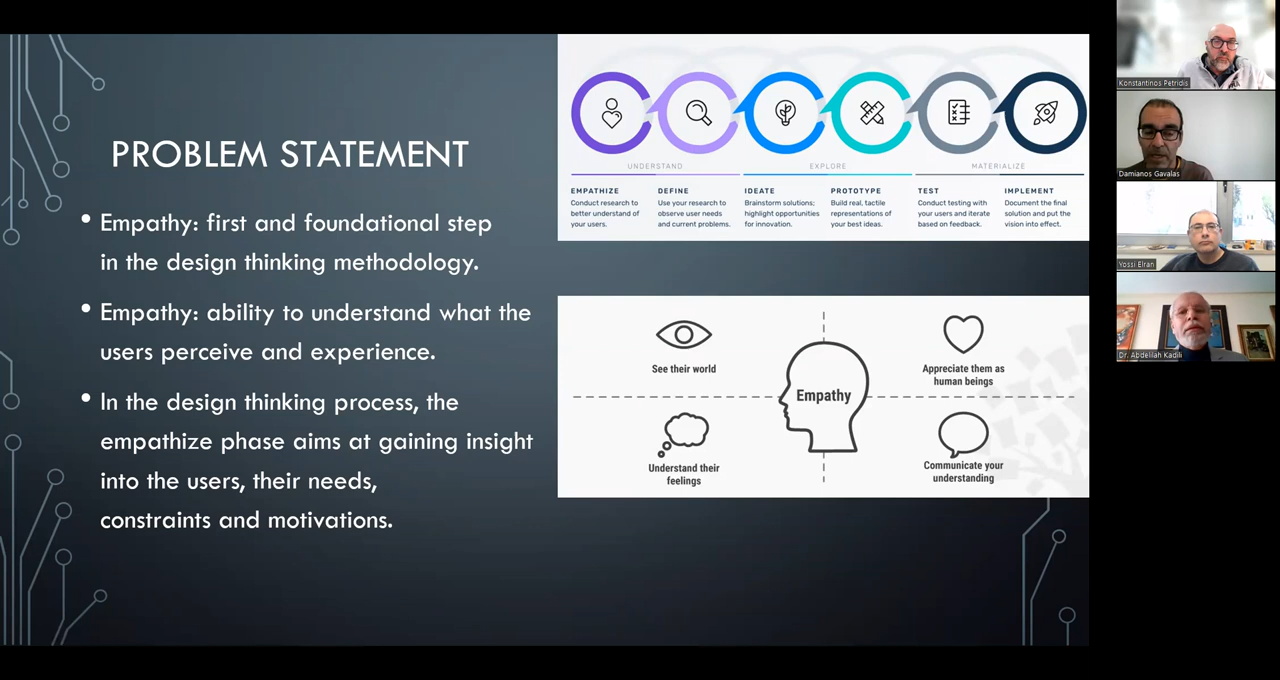 PROBLEM STATEMENT
• Empathy: first and foundational step
in the design thinking methodology.
• Empathy: ability to understand what the
users perceive and experience.
• In the design thinking process, the
empathize phase aims at gaining insight
into the users, their needs,
constraints and motivations.
UNDERSTAND
EXPLORE
MATERIALIZE
EMPATHIZE
Conduct research to
better understand of
your users.
DEFINE
Use your research to
observe user needs
and current problems.
IDEATE
Brainstorm solutions;
highlight opportunities
for innovation.
PROTOTYPE
Build real, tactile
representations of
your best ideas.
TEST
Conduct testing with
your users and iterate
based on feedback.
IMPLEMENT
Document the final
solution and put the
vision into effect.
See their world
Appreciate them as
human beings
Empathy
Understand their
feelings
Communicate your
understanding
Konstantinos Petridis
Damianos Gavalas
Yossi Elran
Dr. Abdelilah Kadili